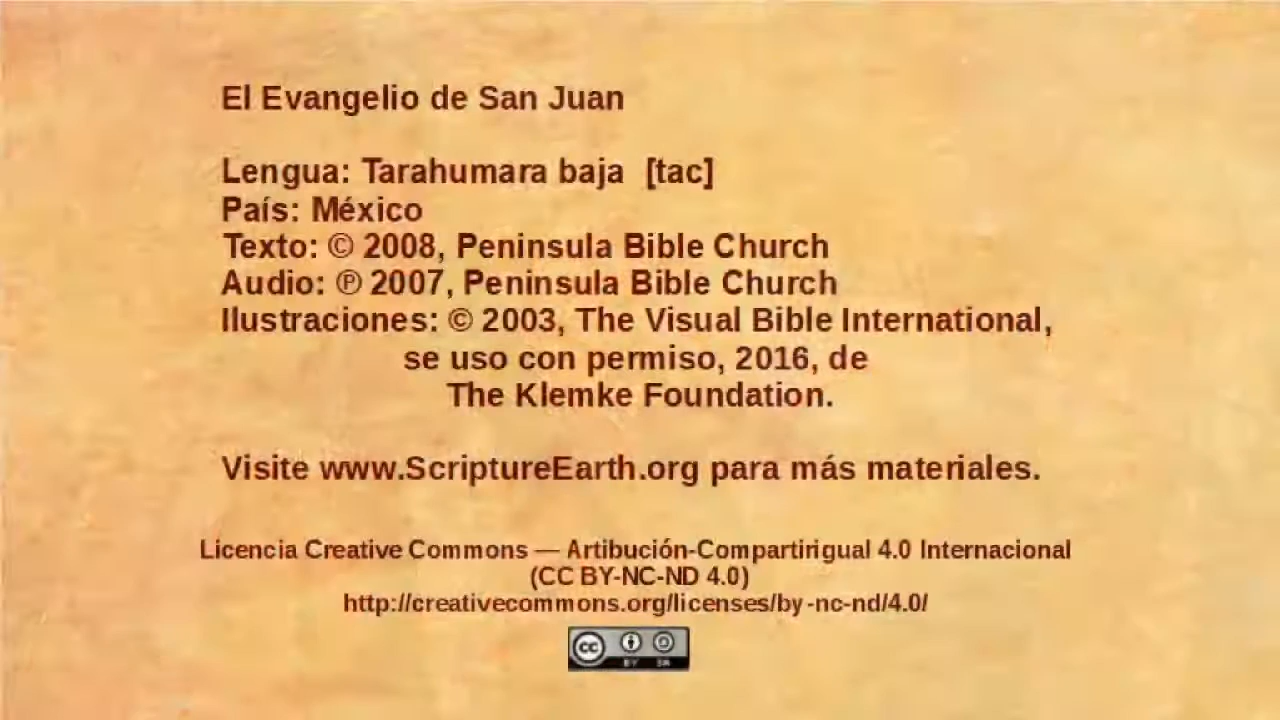 El Evangelio de San Juan
Lengua: Tarahumara baja [tac]
País: México
Texto: © 2008, Peninsula Bible Church
Audio: ℗ 2007, Peninsula Bible Church
Ilustraciones: © 2003, The Visual Bible International,
se uso con permiso, 2016, de
The Klemke Foundation.
Visite www.ScriptureEarth.org para más materiales.
Licencia Creative Commons — Artibución-Compartirigual 4.0 Internacional
(CC BY-NC-ND 4.0)
http://creativecommons.org/licenses/by-nc-nd/4.0/
cc BY SA